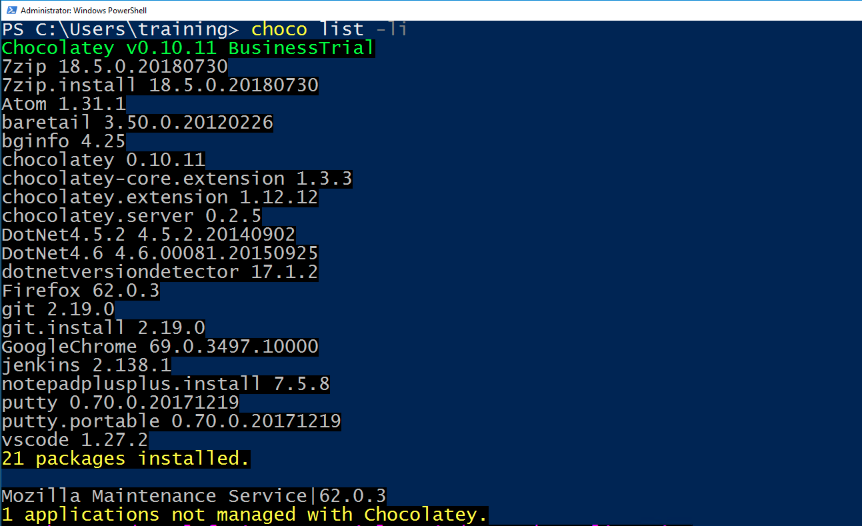 Administrator: Windows PowerShell
PS C:\Users\training> choco list -li
Chocolatey v0.10.11 BusinessTrial
7zip 18.5.0.20180730
7zip.install 18.5.0.20180730
Atom 1.31.1
baretail 3.50.0.20120226
bginfo 4.25
chocolatey 0.10.11
chocolatey-core.extension 1.3.3
chocolatey.extension 1.12.12
chocolatey.server 0.2.5
DotNet4.5.2 4.5.2.20140902
DotNet4.6 4.6.00081.20150925
dotnetversiondetector 17.1.2
Firefox 62.0.3
git 2.19.0
git.install 2.19.0
GoogleChrome 69.0.3497.10000
jenkins 2.138.1
notepadplusplus.install 7.5.8
putty 0.70.0.20171219
putty.portable 0.70.0.20171219
vscode 1.27.2
21 packages installed.
Mozilla Maintenance Service|62.0.3
1 applications not managed with Chocolatey.